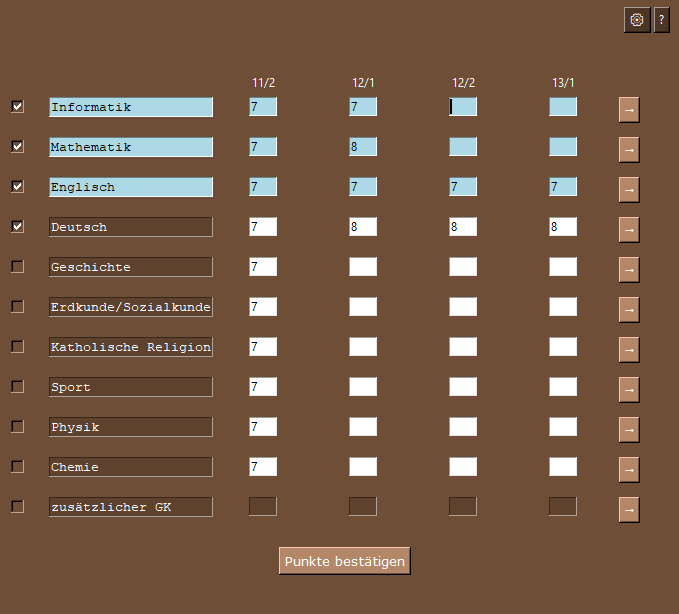 ?
11/2 12/1 12/2 13/1
Informatik 7 7 →
Mathematik 7 8 →
Englisch 7 7 7 7 →
Deutsch 7 8 8 8 →
Geschichte 7 →
Erdkunde/Sozialkunde 7 →
Katholische Religion 7 →
Sport 7 →
Physik 7 →
Chemie 7 →
zusätzlicher GK →
Punkte bestätigen